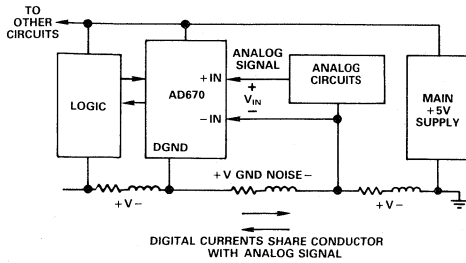 TO
OTHER
CIRCUITS
LOGIC
AD670
+ IN
− IN
DGND
ANALOG
SIGNAL
+
VIN
−
ANALOG
CIRCUITS
MAIN
+5V
SUPPLY
+V−
+V GND NOISE−
+V−
DIGITAL CURRENTS SHARE CONDUCTOR
WITH ANALOG SIGNAL